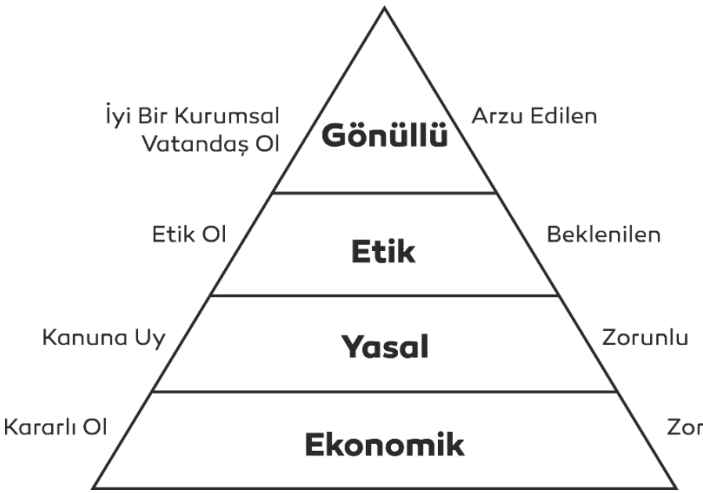 İyi Bir Kurumsal
Vatandaş Ol
Gönüllü
Arzu Edilen
Etik Ol
Etik
Beklenilen
Kanuna Uy
Yasal
Zorunlu
Kararlı Ol
Ekonomik
Zor